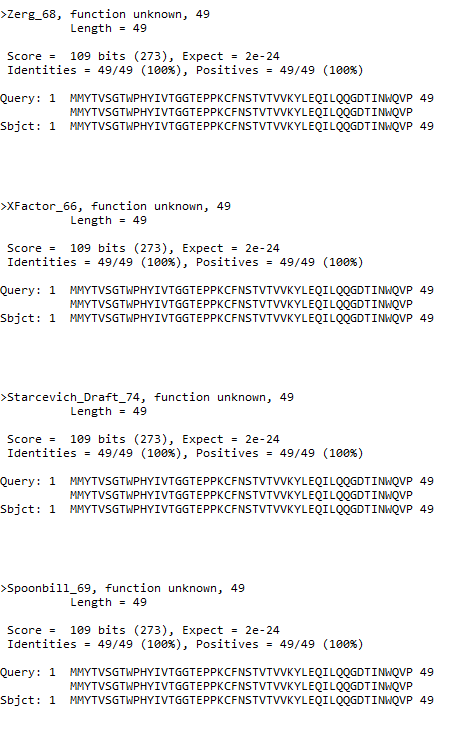 >Zerg_68, function unknown, 49
Length = 49
Score = 109 bits (273), Expect = 2e-24
Identities = 49/49 (100%), Positives = 49/49 (100%)
Query: 1 MMYTVSGTWPHYIVTGGTEPPKCFNSTVTVVKYLEQILQQGDTINWQVP 49
MMYTVSGTWPHYIVTGGTEPPKCFNSTVTVVKYLEQILQQGDTINWQVP
Sbjct: 1 MMYTVSGTWPHYIVTGGTEPPKCFNSTVTVVKYLEQILQQGDTINWQVP 49
>XFactor_66, function unknown, 49
Length = 49
Score = 109 bits (273), Expect = 2e-24
Identities = 49/49 (100%), Positives = 49/49 (100%)
Query: 1 MMYTVSGTWPHYIVTGGTEPPKCFNSTVTVVKYLEQILQQGDTINWQVP 49
MMYTVSGTWPHYIVTGGTEPPKCFNSTVTVVKYLEQILQQGDTINWQVP
Sbjct: 1 MMYTVSGTWPHYIVTGGTEPPKCFNSTVTVVKYLEQILQQGDTINWQVP 49
>Starcevich_Draft_74, function unknown, 49
Length = 49
Score = 109 bits (273), Expect = 2e-24
Identities = 49/49 (100%), Positives = 49/49 (100%)
Query: 1 MMYTVSGTWPHYIVTGGTEPPKCFNSTVTVVKYLEQILQQGDTINWQVP 49
MMYTVSGTWPHYIVTGGTEPPKCFNSTVTVVKYLEQILQQGDTINWQVP
Sbjct: 1 MMYTVSGTWPHYIVTGGTEPPKCFNSTVTVVKYLEQILQQGDTINWQVP 49
>Spoonbill_69, function unknown, 49
Length = 49
Score = 109 bits (273), Expect = 2e-24
Identities = 49/49 (100%), Positives = 49/49 (100%)
Query: 1 MMYTVSGTWPHYIVTGGTEPPKCFNSTVTVVKYLEQILQQGDTINWQVP 49
MMYTVSGTWPHYIVTGGTEPPKCFNSTVTVVKYLEQILQQGDTINWQVP
Sbjct: 1 MMYTVSGTWPHYIVTGGTEPPKCFNSTVTVVKYLEQILQQGDTINWQVP 49